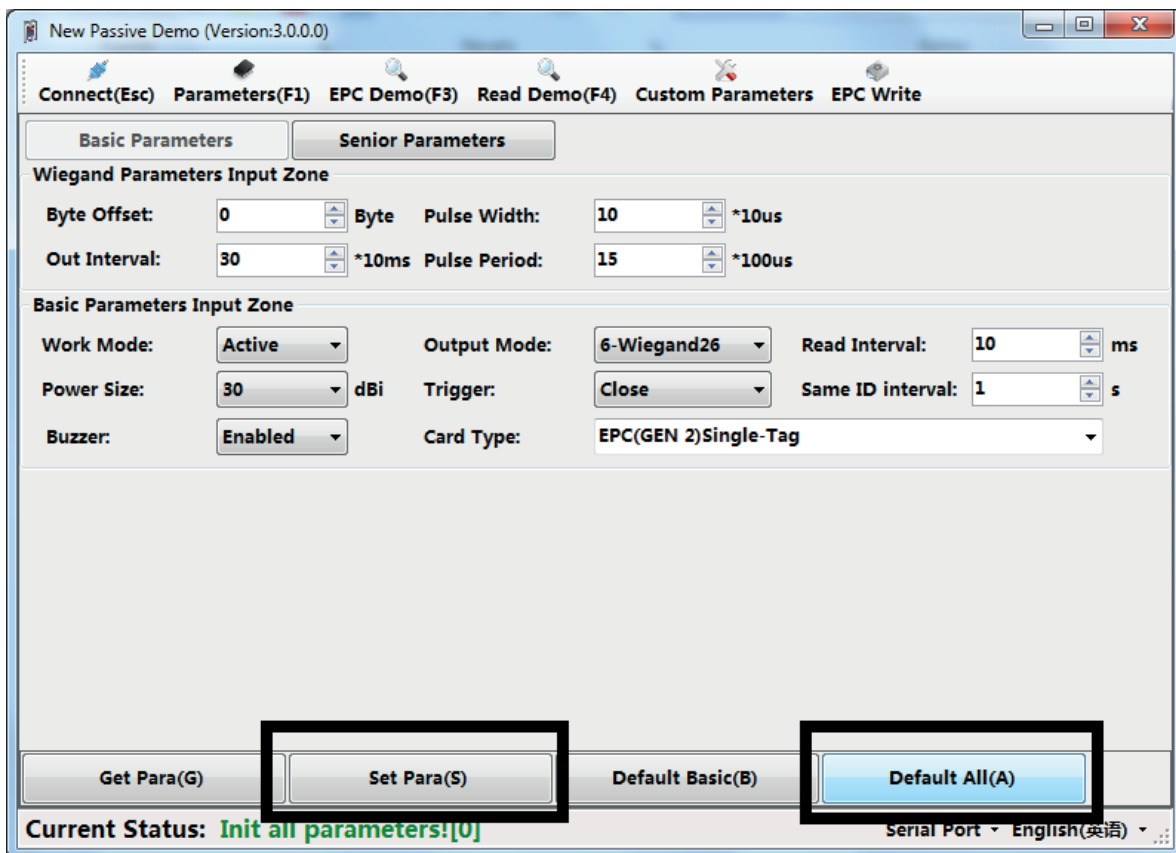 New Passive Demo (Version:3.0.0.0)
Connect(Esc) Parameters(F1) EPC Demo(F3) Read Demo(F4) Custom Parameters EPC Write
Basic Parameters Senior Parameters
Wiegand Parameters Input Zone
Byte Offset: 0 Byte Pulse Width: 10 *10us
Out Interval: 30 *10ms Pulse Period: 15 *100us
Basic Parameters Input Zone
Work Mode: Active Output Mode: 6-Wiegand26 Read Interval: 10 ms
Power Size: 30 dBi Trigger: Close Same ID interval: 1 s
Buzzer: Enabled Card Type: EPC(GEN 2)Single-Tag
Get Para(G) Set Para(S) Default Basic(B) Default All(A)
Current Status: Init all parameters![0] Serial Port English(英语)